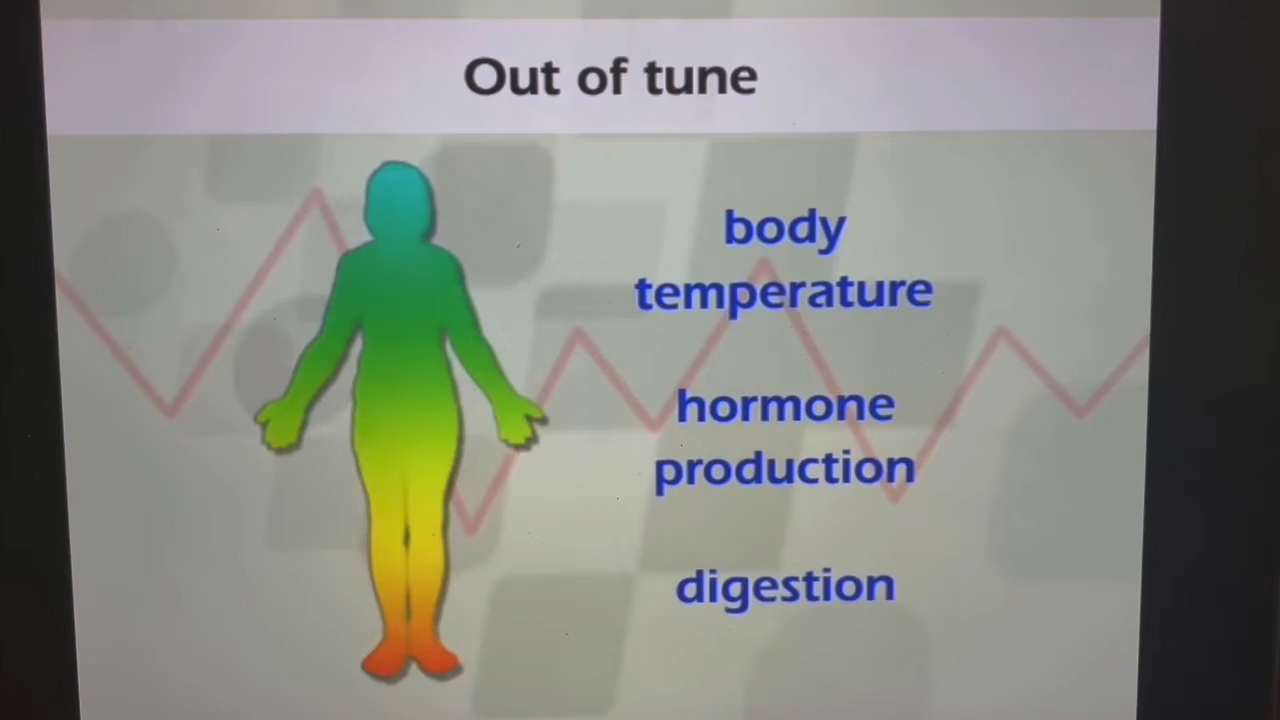 Out of tune
body
temperature
hormone
production
digestion